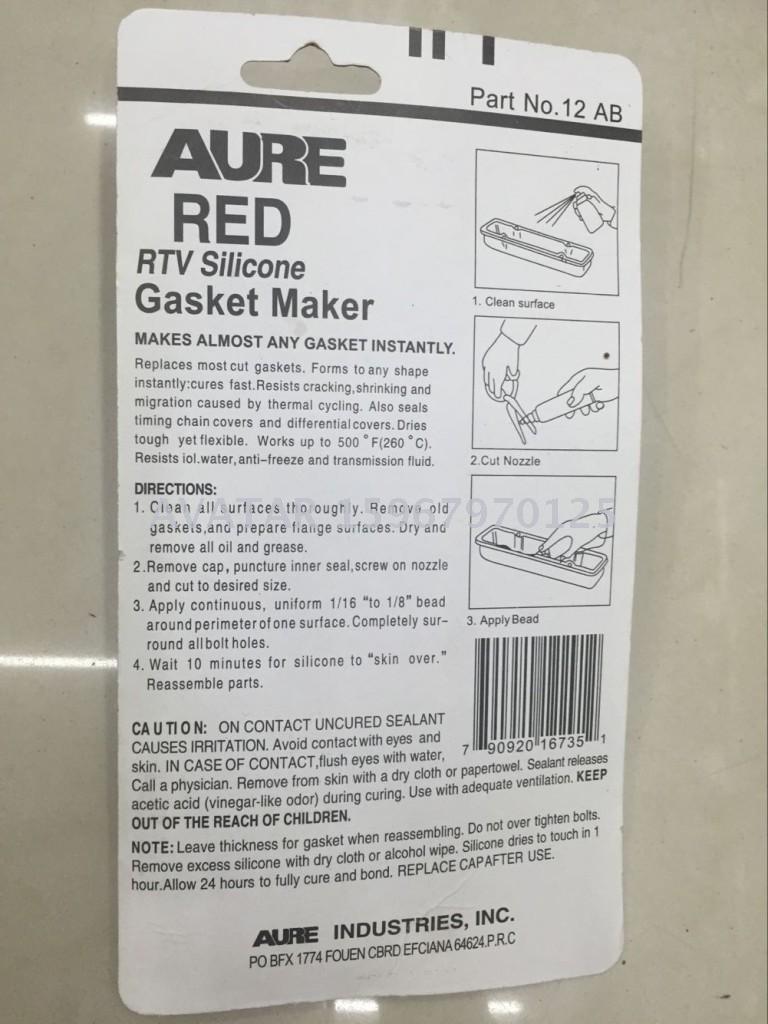 Part No.12 AB
AURE
RED
RTV Silicone
Gasket Maker
MAKES ALMOST ANY GASKET INSTANTLY.
Replaces most cut gaskets. Forms to any shape
instantly:cures fast.Resists cracking,shrinking and
migration caused by thermal cycling. Also seals
timing chain covers and differential covers. Dries
tough yet flexible. Works up to 500°F(260°C).
Resists iol.water,anti-freeze and transmission fluid.
DIRECTIONS:
1. Clean all surfaces thoroughly. Remove old
gaskets,and prepare flange surfaces. Dry and
remove all oil and grease.
2.Remove cap, puncture inner seal,screw on nozzle
and cut to desired size.
3. Apply continuous, uniform 1/16 "to 1/8" bead
around perimeter of one surface. Completely sur-
round all bolt holes.
4. Wait 10 minutes for silicone to "skin over."
Reassemble parts.
1. Clean surface
2.Cut Nozzle
3. Apply Bead
7 90920 16735 1
AVATAR 15967970125
CAUTION: ON CONTACT UNCURED SEALANT
CAUSES IRRITATION. Avoid contact with eyes and
skin. IN CASE OF CONTACT,flush eyes with water,
Call a physician. Remove from skin with a dry cloth or papertowel. Sealant releases
acetic acid (vinegar-like odor) during curing. Use with adequate ventilation. KEEP
OUT OF THE REACH OF CHILDREN.
NOTE: Leave thickness for gasket when reassembling. Do not over tighten bolts.
Remove excess silicone with dry cloth or alcohol wipe. Silicone dries to touch in 1
hour.Allow 24 hours to fully cure and bond. REPLACE CAPAFTER USE.
AURE INDUSTRIES, INC.
PO BFX 1774 FOUEN CBRD EFCIANA 64624.P.R.C